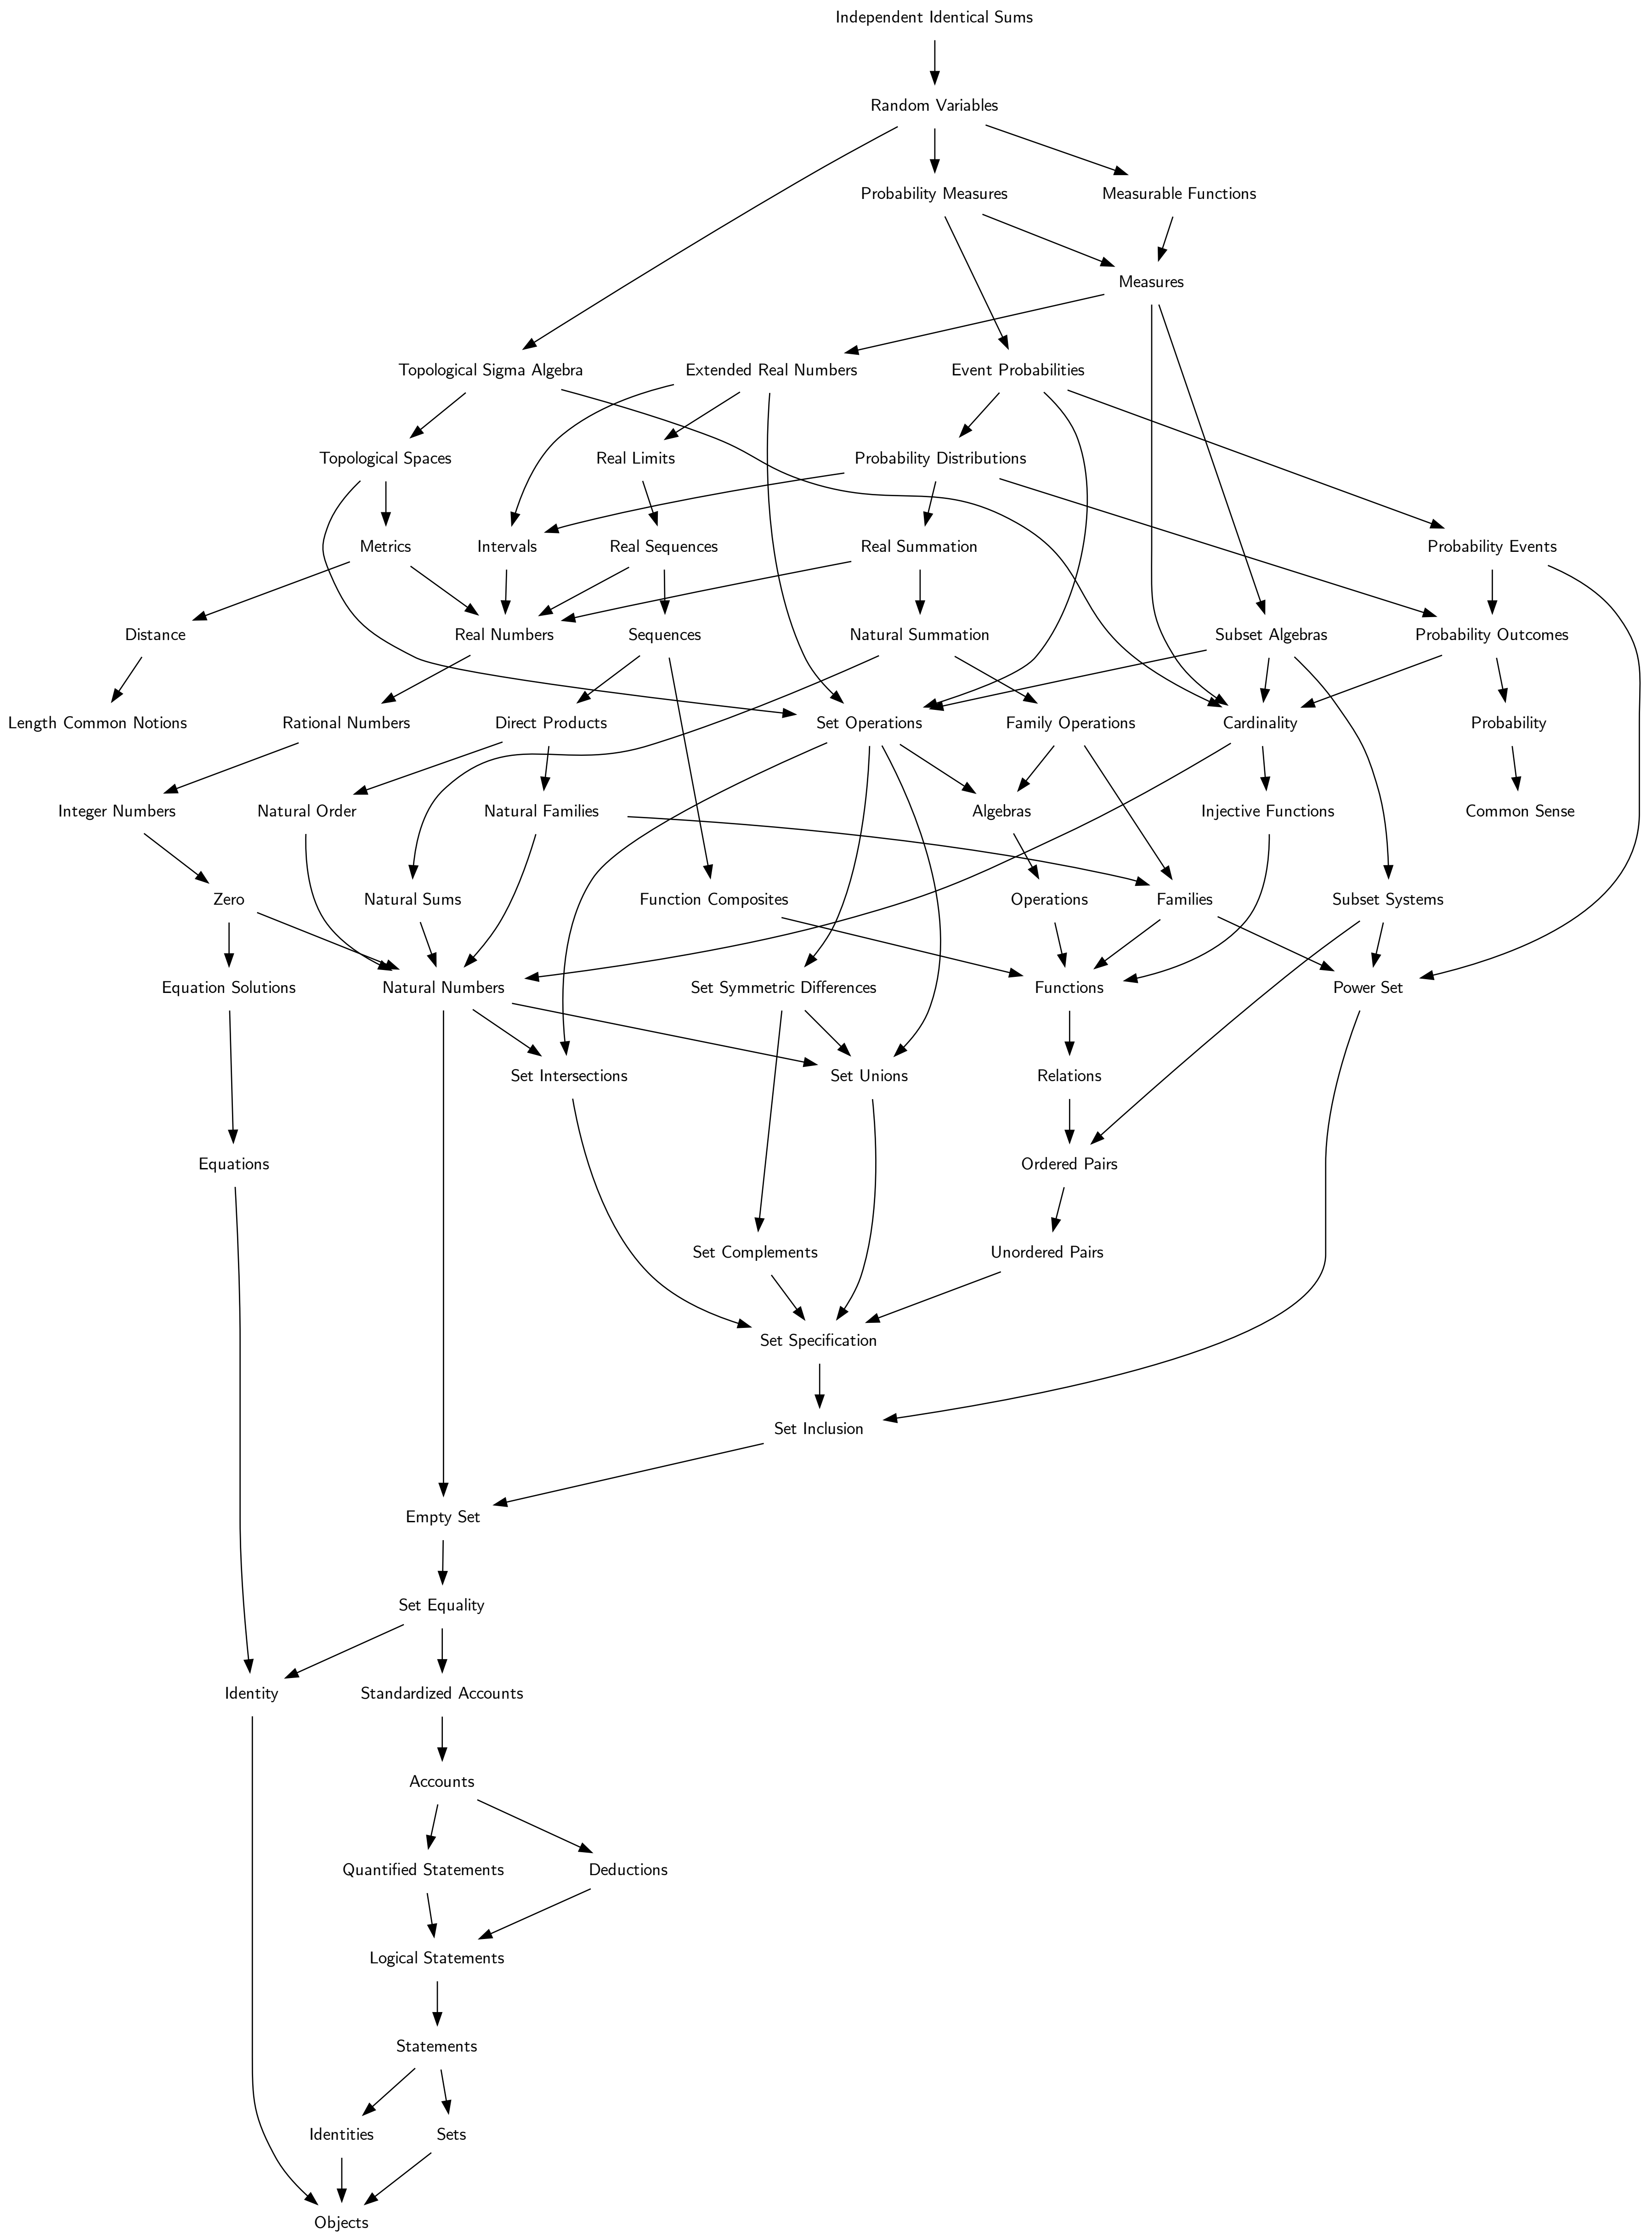 Independent Identical Sums
Random Variables
Probability Measures
Measurable Functions
Measures
Topological Sigma Algebra
Extended Real Numbers
Event Probabilities
Topological Spaces
Real Limits
Probability Distributions
Metrics
Intervals
Real Sequences
Real Summation
Probability Events
Distance
Real Numbers
Sequences
Natural Summation
Subset Algebras
Probability Outcomes
Length Common Notions
Rational Numbers
Direct Products
Set Operations
Family Operations
Cardinality
Probability
Integer Numbers
Natural Order
Natural Families
Algebras
Injective Functions
Common Sense
Zero
Natural Sums
Function Composites
Operations
Families
Subset Systems
Equation Solutions
Natural Numbers
Set Symmetric Differences
Functions
Power Set
Set Intersections
Set Unions
Relations
Equations
Ordered Pairs
Set Complements
Unordered Pairs
Set Specification
Set Inclusion
Empty Set
Set Equality
Identity
Standardized Accounts
Accounts
Quantified Statements
Deductions
Logical Statements
Statements
Identities
Sets
Objects